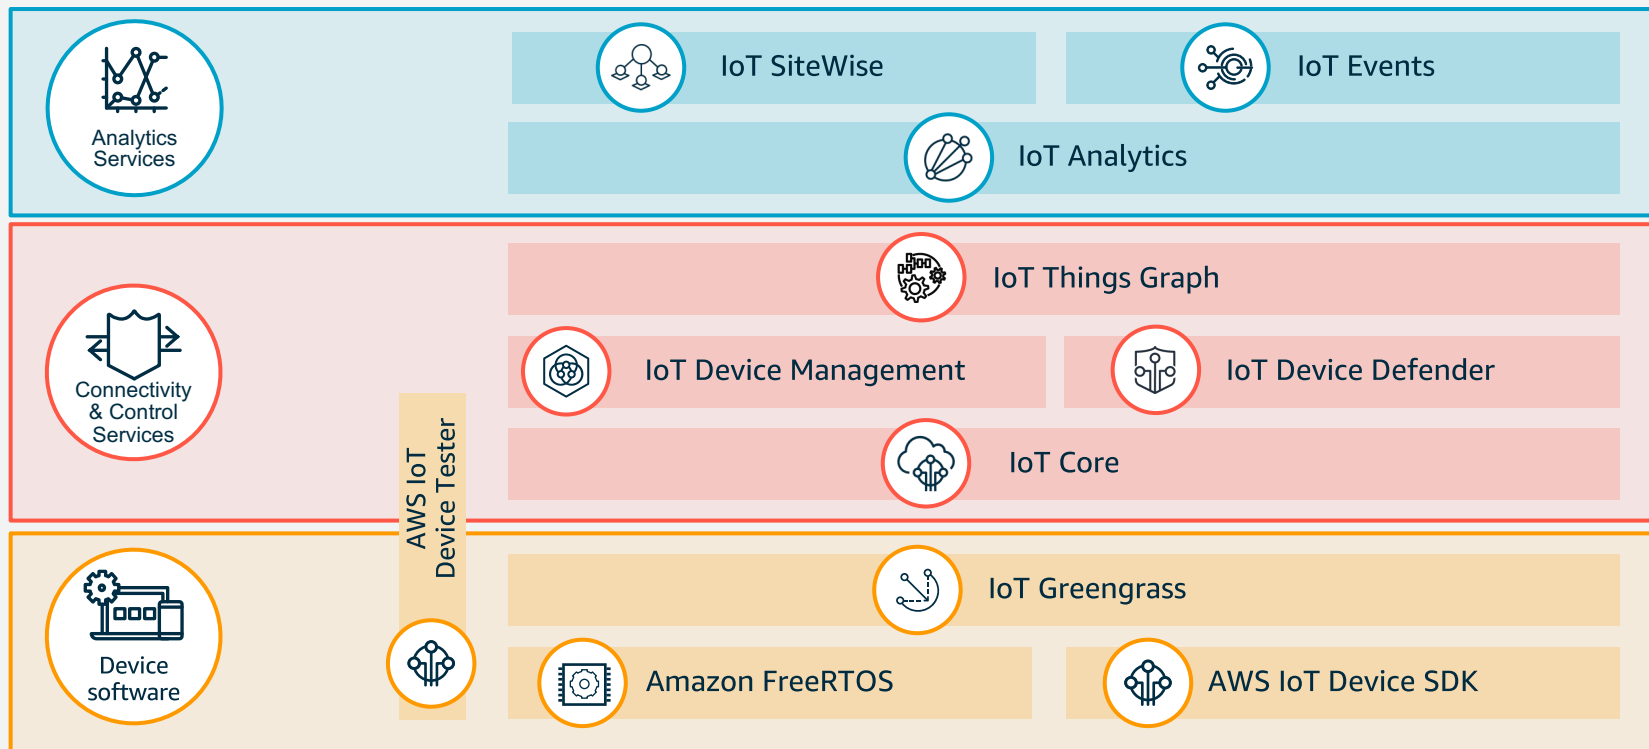 Analytics
Services
IoT SiteWise
IoT Events
IoT Analytics
Connectivity
& Control
Services
IoT Things Graph
IoT Device Management
IoT Device Defender
IoT Core
AWS IoT
Device Tester
Device
software
IoT Greengrass
Amazon FreeRTOS
AWS IoT Device SDK